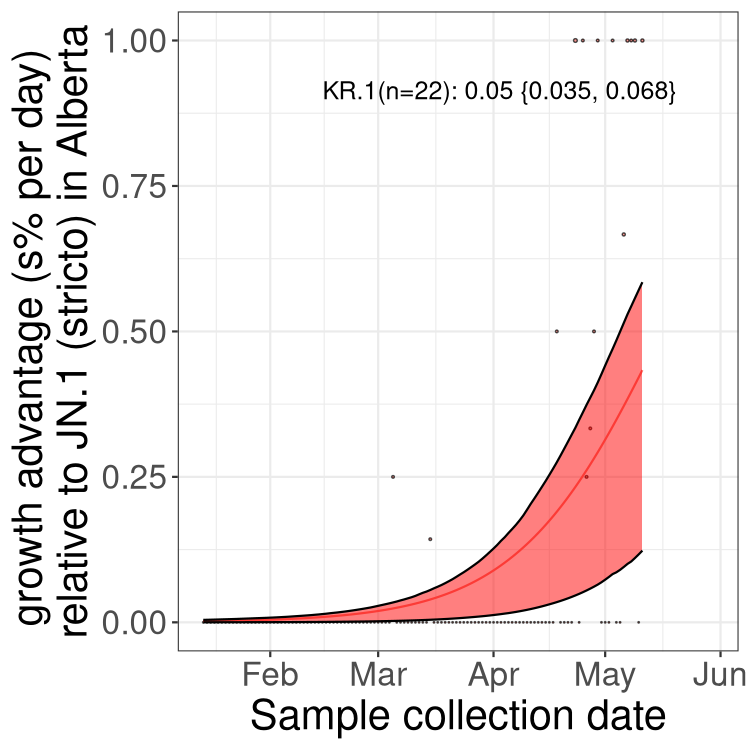 growth advantage (s% per day)
relative to JN.1 (stricto) in Alberta
1.00
0.75
0.50
0.25
0.00
KR.1(n=22): 0.05 {0.035, 0.068}
Feb Mar Apr May Jun
Sample collection date